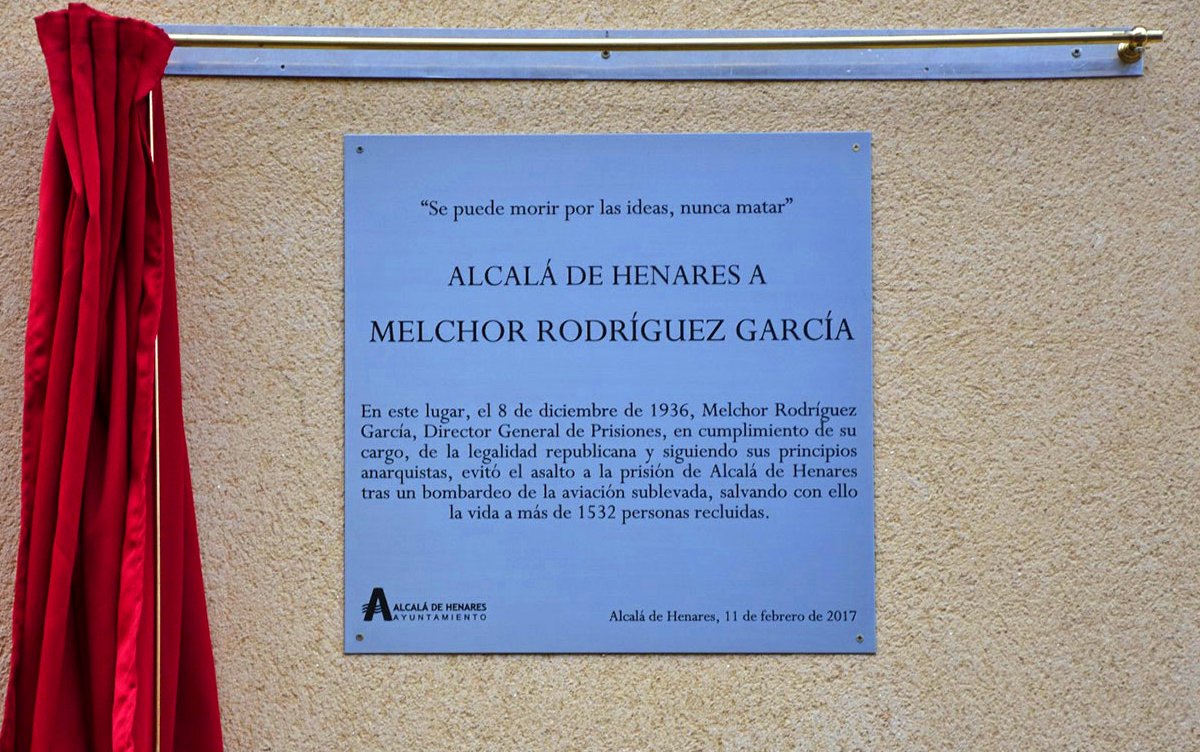 “Se puede morir por las ideas, nunca matar”
ALCALÁ DE HENARES A
MELCHOR RODRÍGUEZ GARCÍA
En este lugar, el 8 de diciembre de 1936, Melchor Rodríguez
García, Director General de Prisiones, en cumplimiento de su
cargo, de la legalidad republicana y siguiendo sus principios
anarquistas, evitó el asalto a la prisión de Alcalá de Henares
tras un bombardeo de la aviación sublevada, salvando con ello
la vida a más de 1532 personas recluidas.
ALCALÁ DE HENARES
AYUNTAMIENTO
Alcalá de Henares, 11 de febrero de 2017